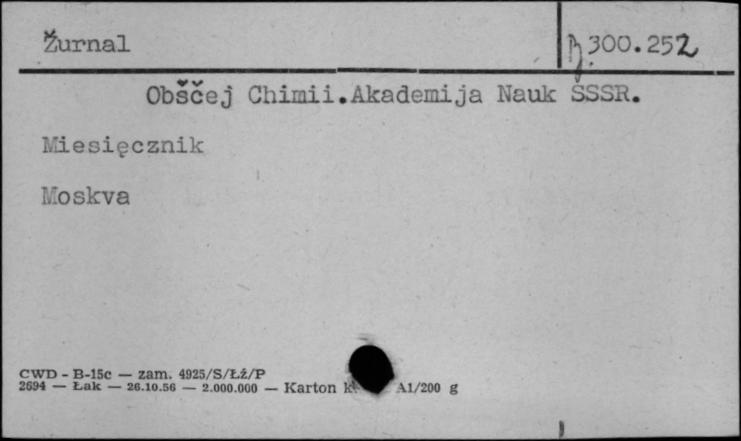 Žurnal
300.252
Obščej Chimii.Akademija Nauk SSSR.
Miesięcznik
Moskva
CWD - B-15c — zam. 4925/S/Łź/P
2694 — Łak — 26.10.56 — 2.000.000 — Karton A1/200 g